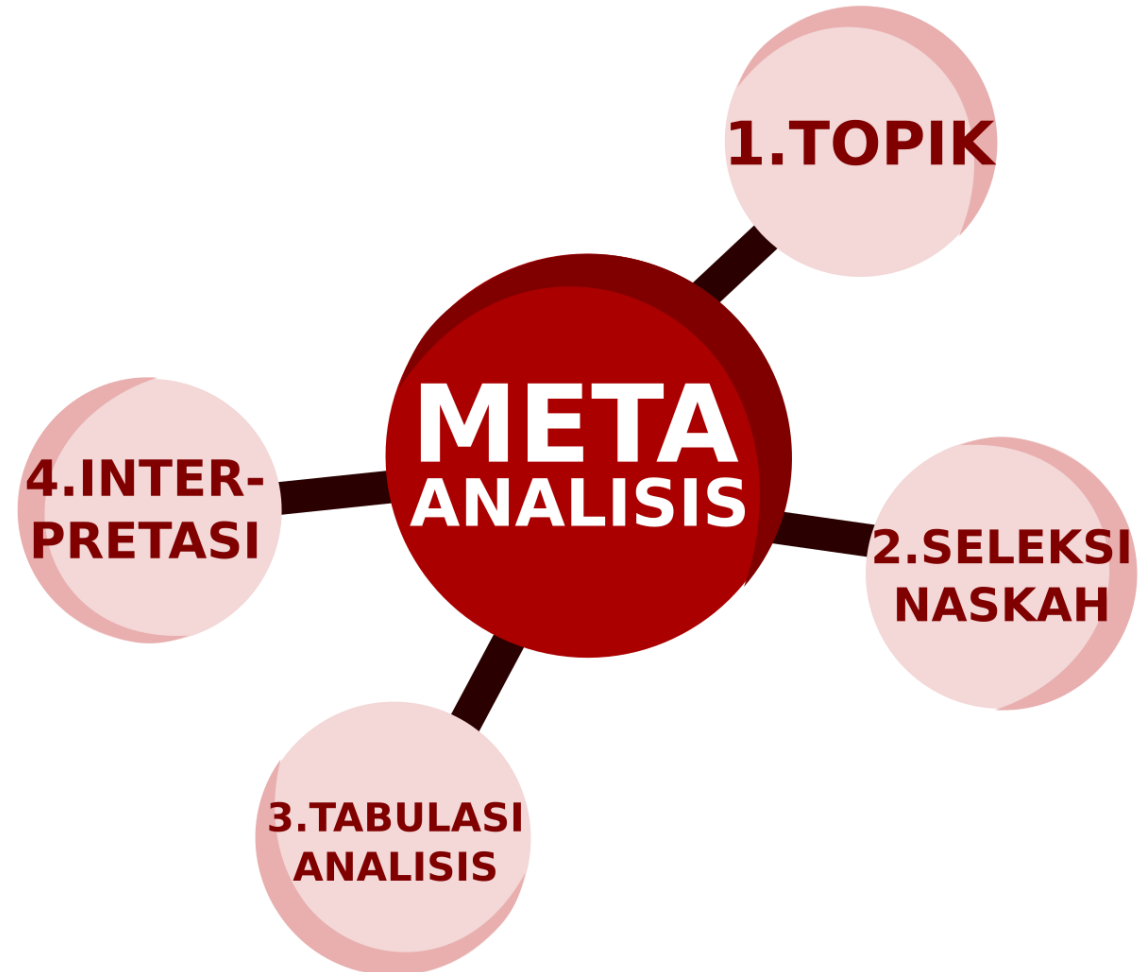 META
ANALISIS
1.TOPIK
2.SELEKSI
NASKAH
3.TABULASI
ANALISIS
4.INTER-
PRETASI